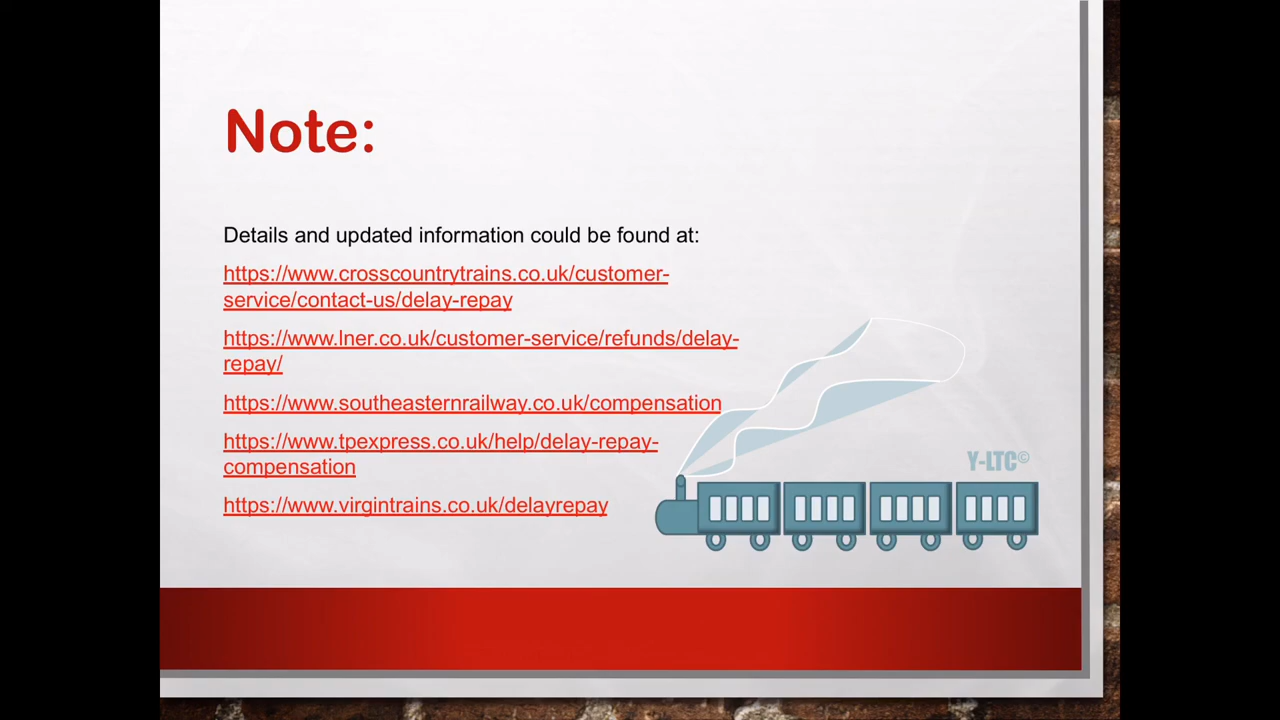 Note:
Details and updated information could be found at:
https://www.crosscountrytrains.co.uk/customer-
service/contact-us/delay-repay
https://www.lner.co.uk/customer-service/refunds/delay-
repay/
https://www.southeasternrailway.co.uk/compensation
https://www.tpexpress.co.uk/help/delay-repay-
compensation
https://www.virgintrains.co.uk/delayrepay
Y-LTC©